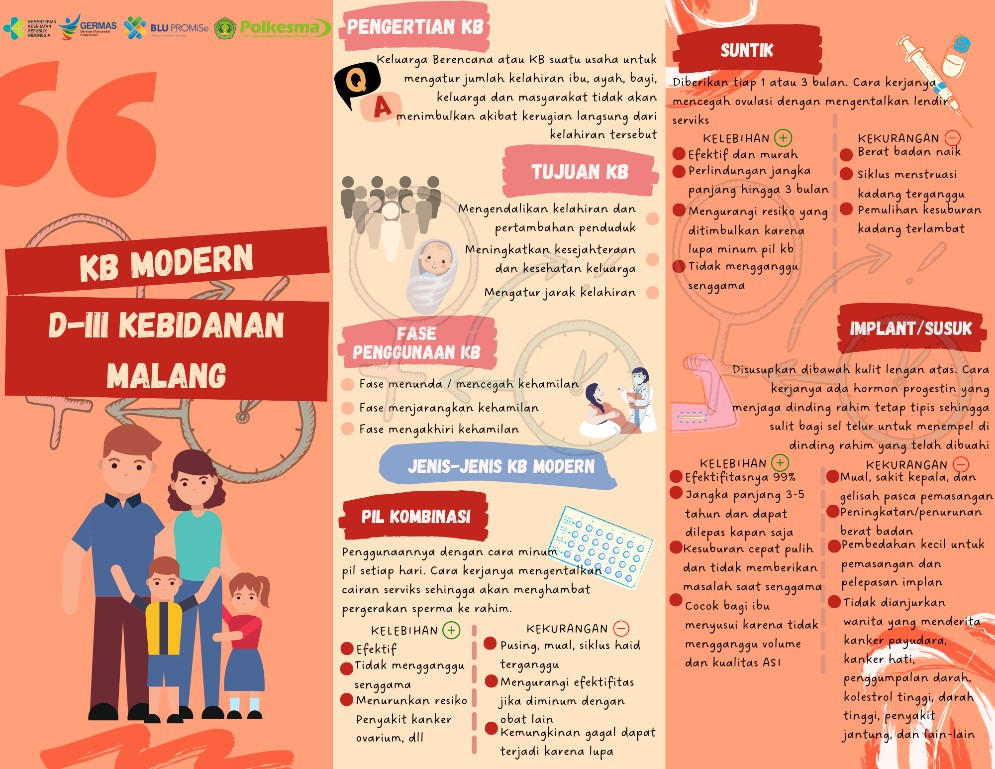 KEMENTERIAN
KESEHATAN
REPUBLIK
INDONESIA
GERMAS
Gerakan Masyarakat
Hidup Sehat
BLU PROMISe
Polkesma
KB MODERN
D-III KEBIDANAN
MALANG
PENGERTIAN KB
Q
A
Keluarga Berencana atau KB suatu usaha untuk
mengatur jumlah kelahiran ibu, ayah, bayi,
keluarga dan masyarakat tidak akan
menimbulkan akibat kerugian langsung dari
kelahiran tersebut
TUJUAN KB
Mengendalikan kelahiran dan
pertambahan penduduk
Meningkatkan kesejahteraan
dan kesehatan keluarga
Mengatur jarak kelahiran
FASE
PENGGUNAAN KB
Fase menunda / mencegah kehamilan
Fase menjarangkan kehamilan
Fase mengakhiri kehamilan
JENIS-JENIS KB MODERN
PIL KOMBINASI
Penggunaannya dengan cara minum
pil setiap hari. Cara kerjanya mengentalkan
cairan serviks sehingga akan menghambat
pergerakan sperma ke rahim.
KELEBIHAN
Efektif
Tidak mengganggu
senggama
Menurunkan resiko
Penyakit kanker
ovarium, dll
KEKURANGAN
Pusing, mual, siklus haid
terganggu
Mengurangi efektifitas
jika diminum dengan
obat lain
Kemungkinan gagal dapat
terjadi karena lupa
SUNTIK
Diberikan tiap 1 atau 3 bulan. Cara kerjanya
mencegah ovulasi dengan mengentalkan lendir
serviks
KELEBIHAN
Efektif dan murah
Perlindungan jangka
panjang hingga 3 bulan
Mengurangi resiko yang
ditimbulkan karena
lupa minum pil kb
Tidak mengganggu
senggama
KEKURANGAN
Berat badan naik
Siklus menstruasi
kadang terganggu
Pemulihan kesuburan
kadang terlambat
IMPLANT/SUSUK
Disusupkan dibawah kulit lengan atas. Cara
kerjanya ada hormon progestin yang
menjaga dinding rahim tetap tipis sehingga
sulit bagi sel telur untuk menempel di
dinding rahim yang telah dibuahi
KELEBIHAN
Efektifitasnya 99%
Jangka panjang 3-5
tahun dan dapat
dilepas kapan saja
Kesuburan cepat pulih
dan tidak memberikan
masalah saat senggama
Cocok bagi ibu
menyusui karena tidak
mengganggu volume
dan kualitas ASI
KEKURANGAN
Mual, sakit kepala, dan
gelisah pasca pemasangan
Peningkatan/penurunan
berat badan
Pembedahan kecil untuk
pemasangan dan
pelepasan implan
Tidak dianjurkan
wanita yang menderita
kanker payudara,
kanker hati,
penggumpalan darah,
kolestrol tinggi, darah
tinggi, penyakit
jantung, dan lain-lain